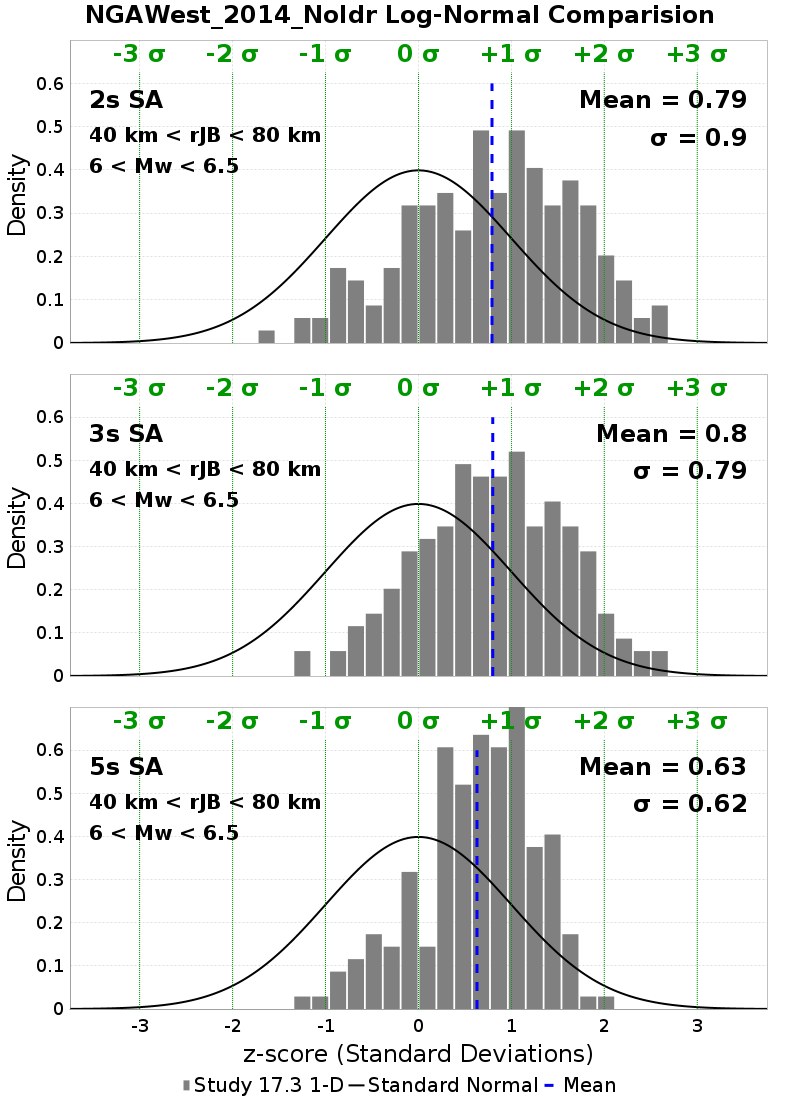 NGAWest_2014_NoIdr Log-Normal Comparision
-3 σ -2 σ -1 σ 0 σ +1 σ +2 σ +3 σ
2s SA
40 km < rJB < 80 km
6 < Mw < 6.5
Mean = 0.79
σ = 0.9
Density
0.6
0.5
0.4
0.3
0.2
0.1
0
-3 σ -2 σ -1 σ 0 σ +1 σ +2 σ +3 σ
3s SA
40 km < rJB < 80 km
6 < Mw < 6.5
Mean = 0.8
σ = 0.79
Density
0.6
0.5
0.4
0.3
0.2
0.1
0
-3 σ -2 σ -1 σ 0 σ +1 σ +2 σ +3 σ
5s SA
40 km < rJB < 80 km
6 < Mw < 6.5
Mean = 0.63
σ = 0.62
Density
0.6
0.5
0.4
0.3
0.2
0.1
0
-3 -2 -1 0 1 2 3
z-score (Standard Deviations)
Study 17.3 1-D Standard Normal Mean